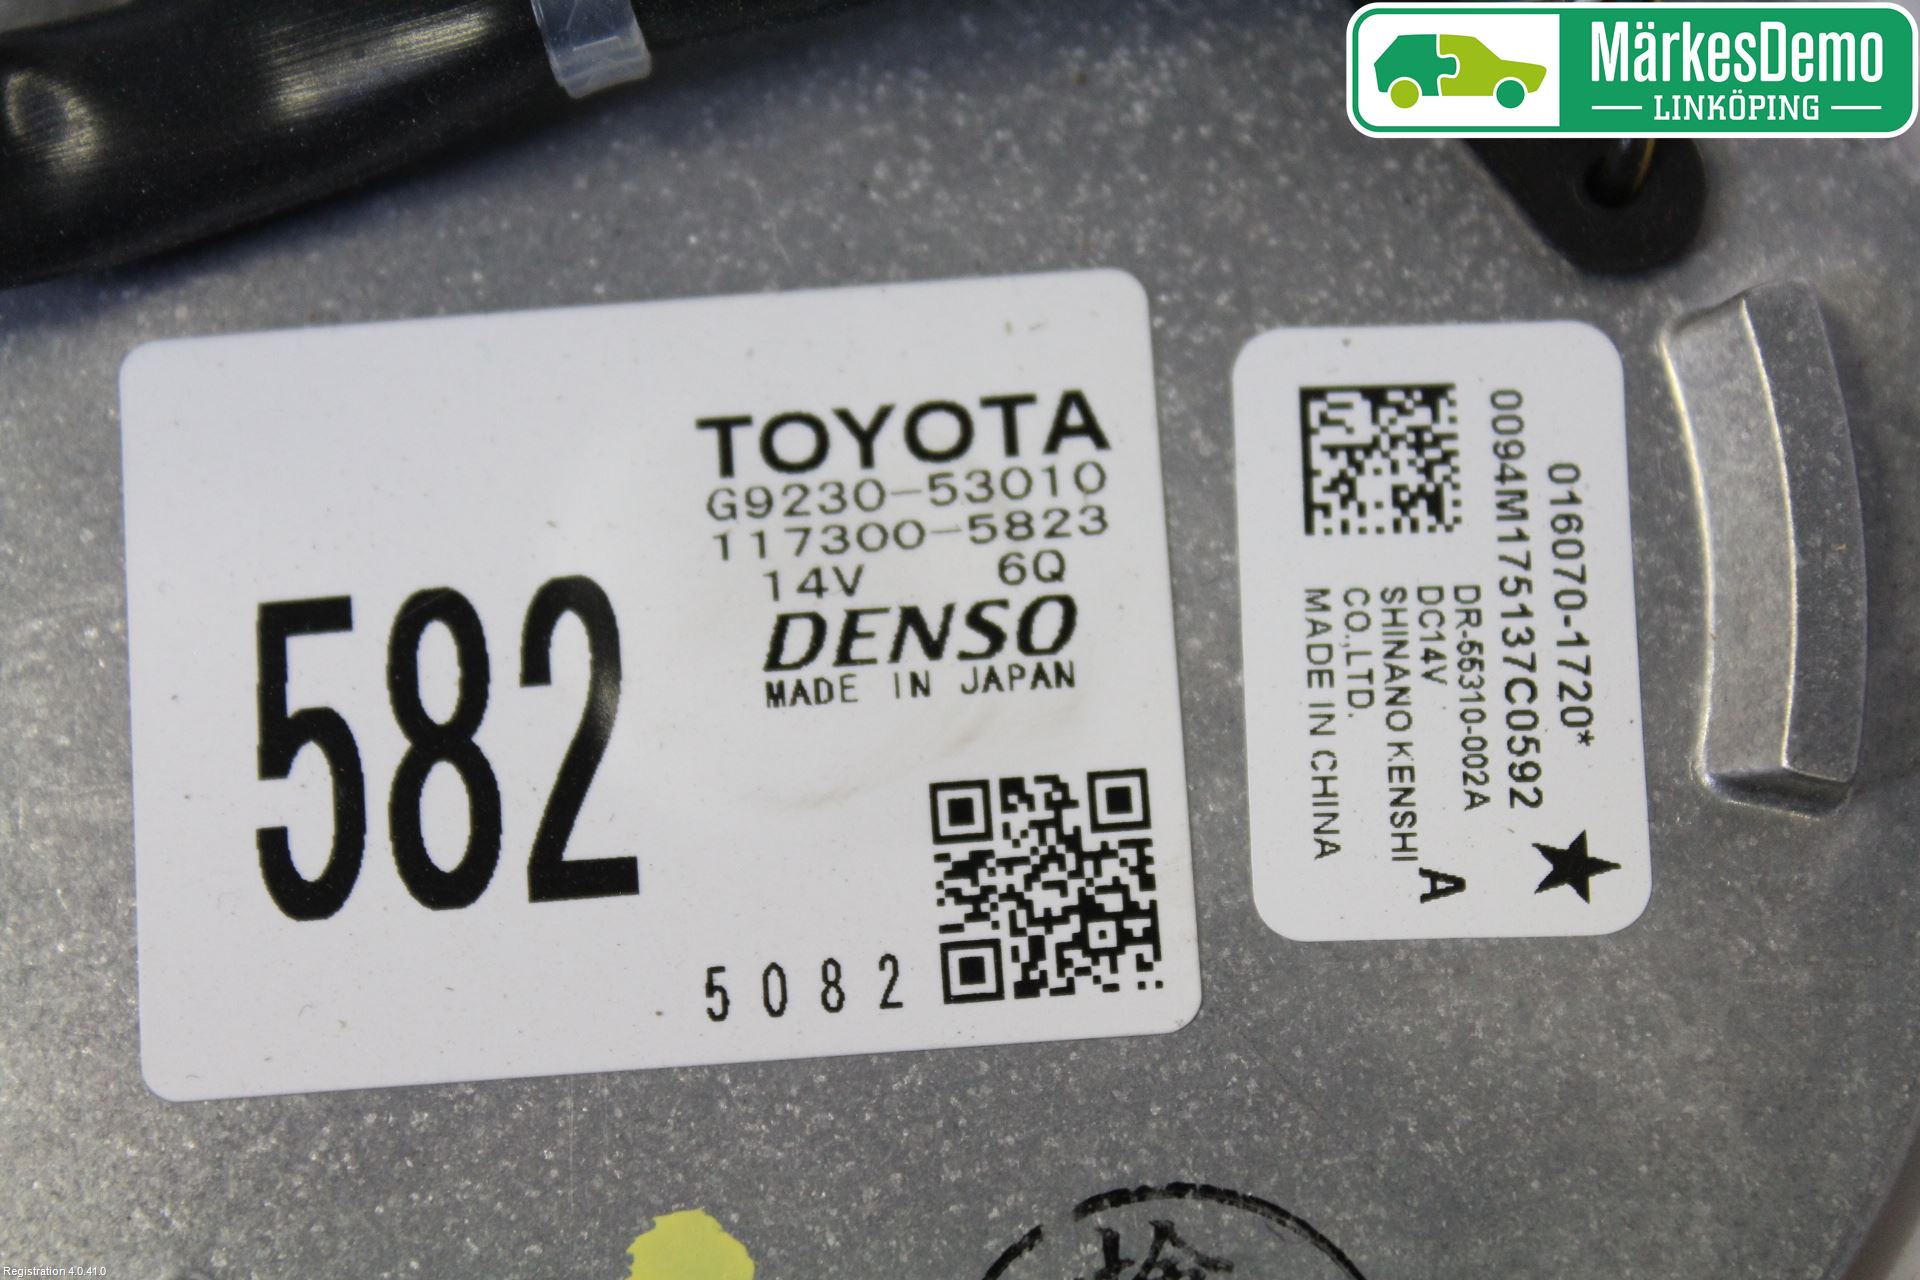 MärkesDemo
LINKÖPING
TOYOTA
G9230-53010
117300-5823
14V 6Q
DENSO
MADE IN JAPAN
582
5082
016070-1720*
0094M175137C0592
DR-55310-002A
DC14V
SHINANO KENSHI
CO.,LTD.
MADE IN CHINA
A
Registration 4.0.41.0